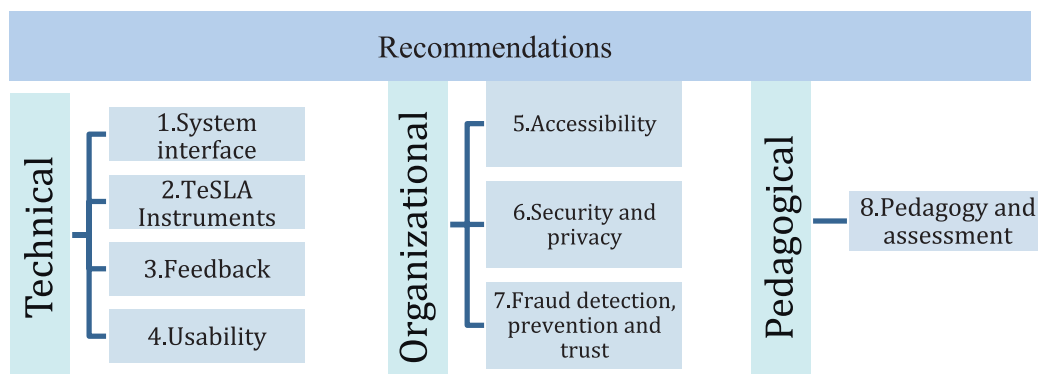 Recommendations
Technical
1.System
interface
2.TeSLA
Instruments
3.Feedback
4.Usability
Organizational
5.Accessibility
6.Security and
privacy
7.Fraud detection,
prevention and
trust
Pedagogical
8.Pedagogy and
assessment